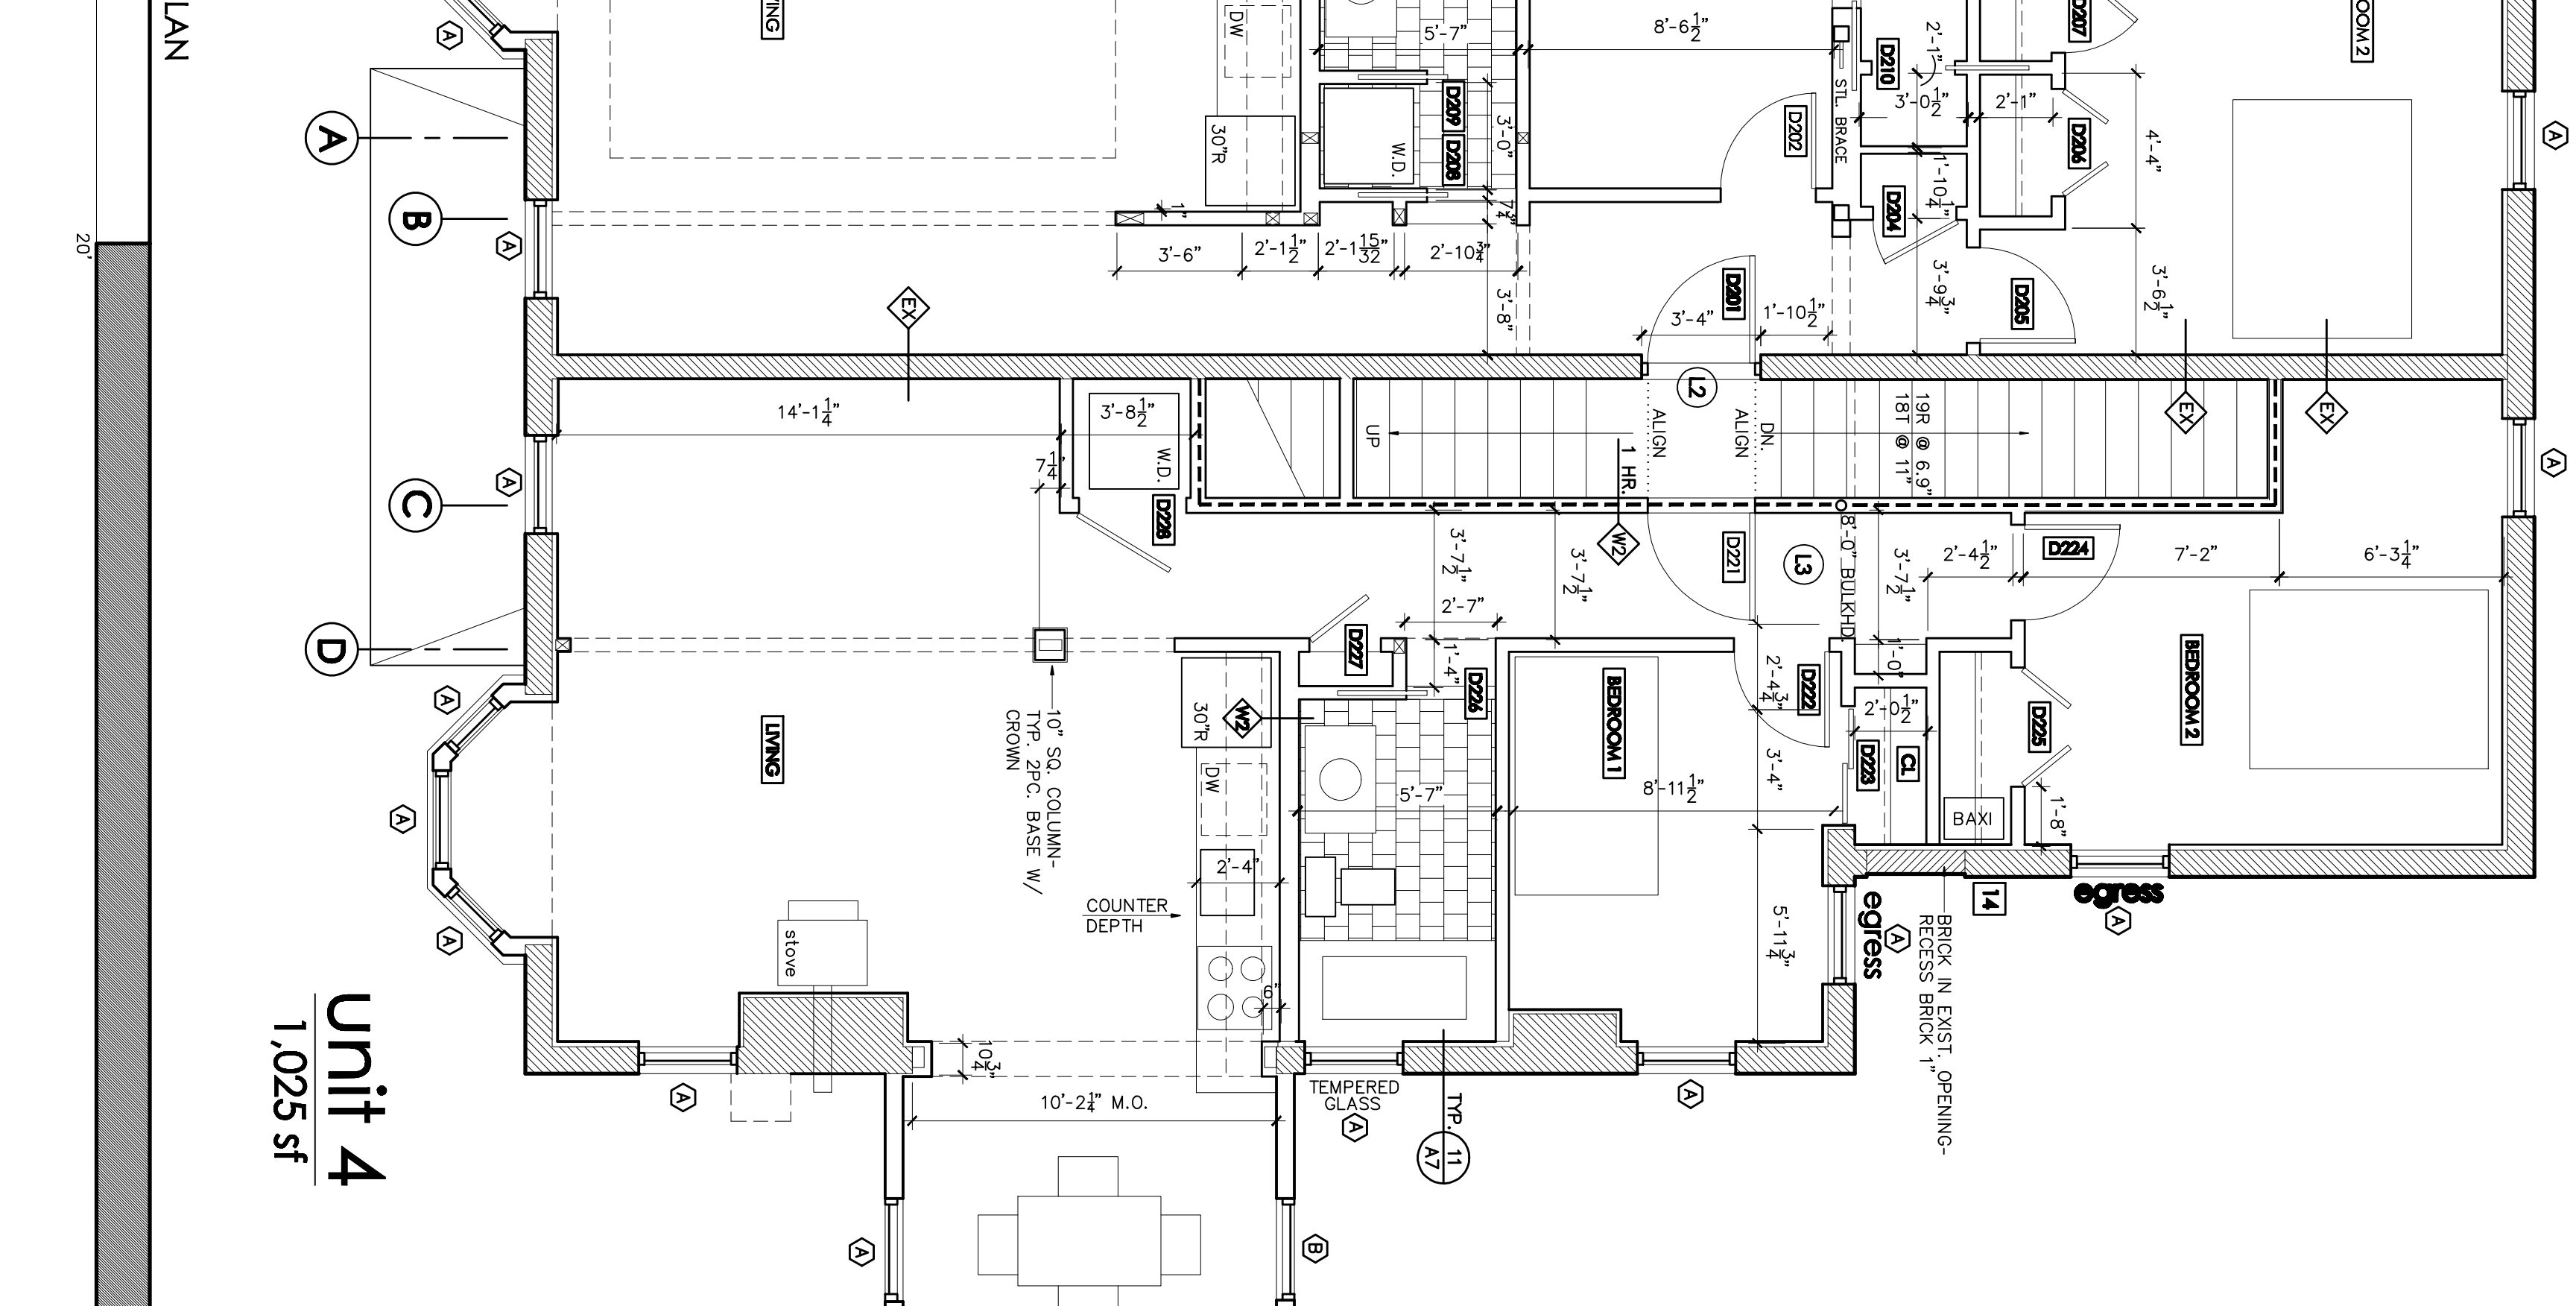 LAN
20'
A
B
C
D
unit 4
1,025 sf
A
A
A
A
A
A
A
A
EX
14'-1 1/4"
3'-8 1/2"
7 1/4"
W.D.
D228
LIVING
10" SQ. COLUMN-
TYP. 2PC. BASE W/
CROWN
COUNTER
DEPTH
stove
10 3/4"
10'-2 1/4" M.O.
DW
30"R
1"
3'-6"
2'-1 1/2"
2'-1 15/32"
2'-10 3/4"
3'-8"
7 3/4"
3'-0"
5'-7"
D209
D208
W.D.
8'-6 1/2"
D202
STL. BRACE
D210
2'-1"
3'-0 1/2"
2'-1"
D207
D206
4'-4"
1'-10 1/4"
D204
3'-9 3/4"
D205
3'-6 1/2"
OOM 2
A
D201
3'-4"
1'-10 1/2"
L2
ALIGN
ALIGN
DN.
UP
19R @ 6.9"
18T @ 11"
EX
EX
A
1 HR.
W2
3'-7 1/2"
3'-7 1/2"
2'-7"
1'-4"
D227
D226
D221
L3
8'-0" BULKHD.
3'-7 1/2"
2'-4 1/2"
D224
7'-2"
6'-3 1/4"
1'-0"
2'-4 3/4"
D222
BEDROOM 1
8'-11 1/2"
3'-4"
2'-0 1/2"
D223
CL
BAXI
D225
1'-8"
BEDROOM 2
30"R
W2
DW
2'-4"
5'-7"
6"
5'-11 3/4"
egress
A
BRICK IN EXIST. OPENING-
RECESS BRICK 1"
14
egress
A
TEMPERED
GLASS
A
TYP.
11
A7
A
A
B